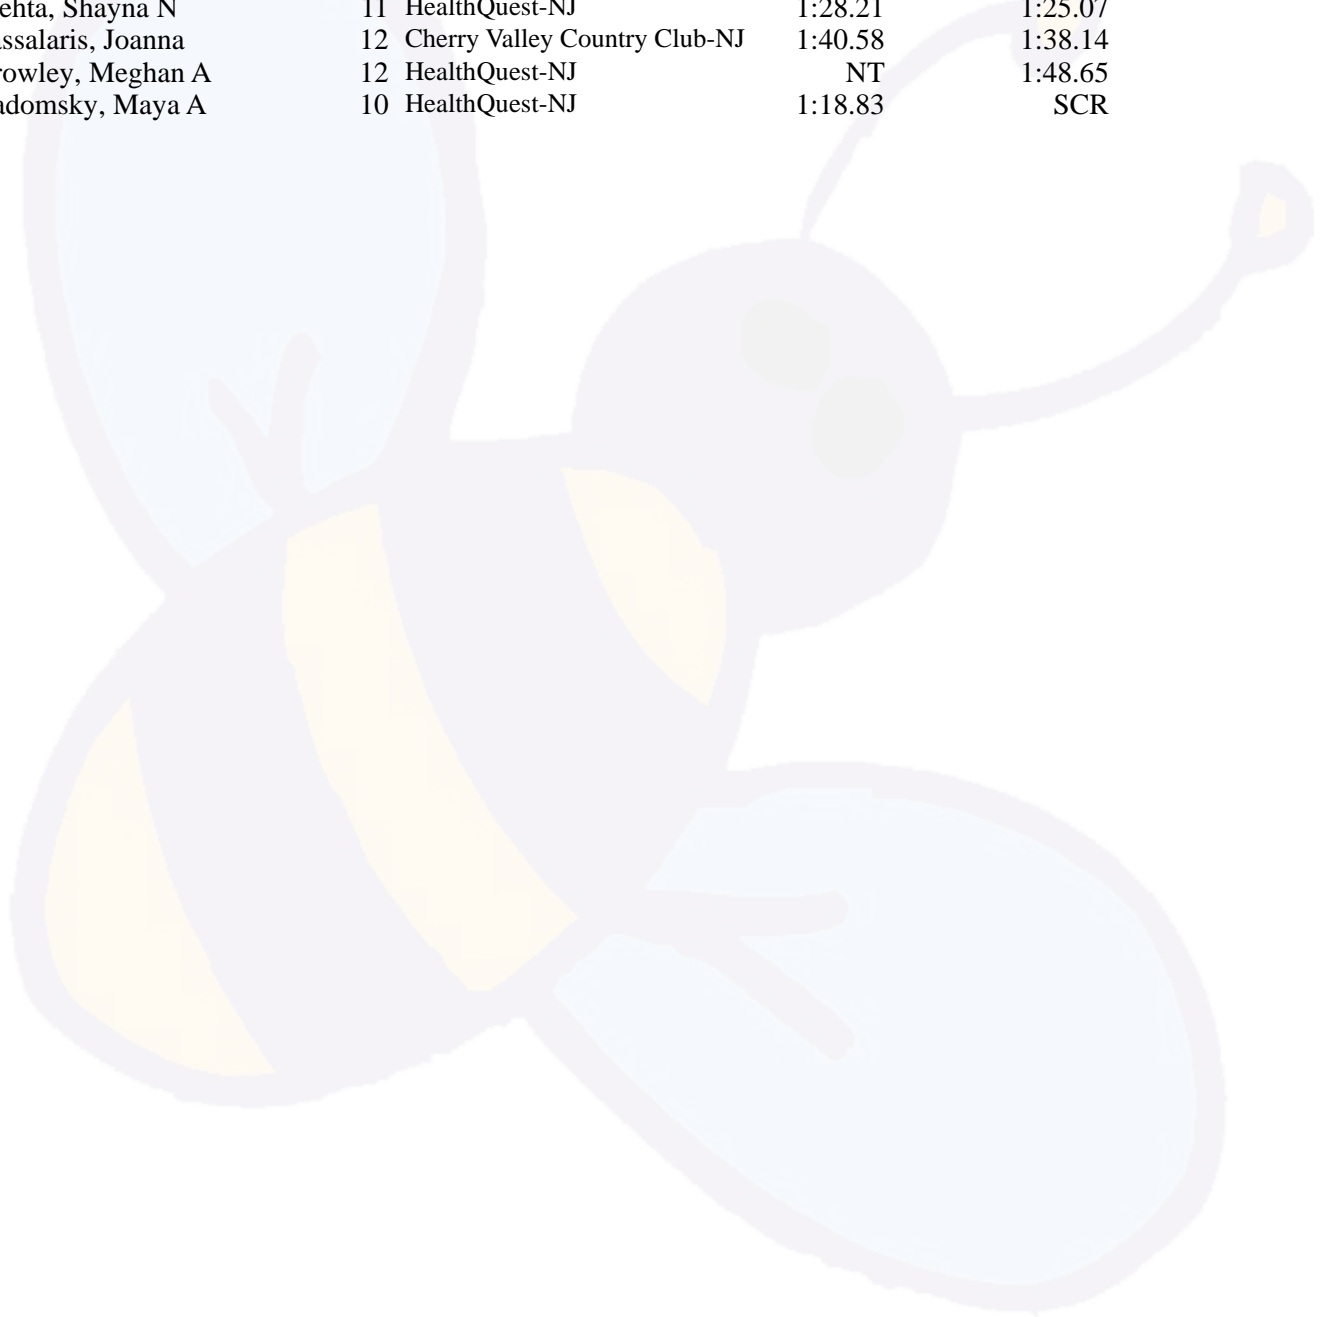 ehta, Shayna N 11 HealthQuest-NJ 1:28.21 1:25.07
assalaris, Joanna 12 Cherry Valley Country Club-NJ 1:40.58 1:38.14
rowley, Meghan A 12 HealthQuest-NJ NT 1:48.65
adomsky, Maya A 10 HealthQuest-NJ 1:18.83 SCR